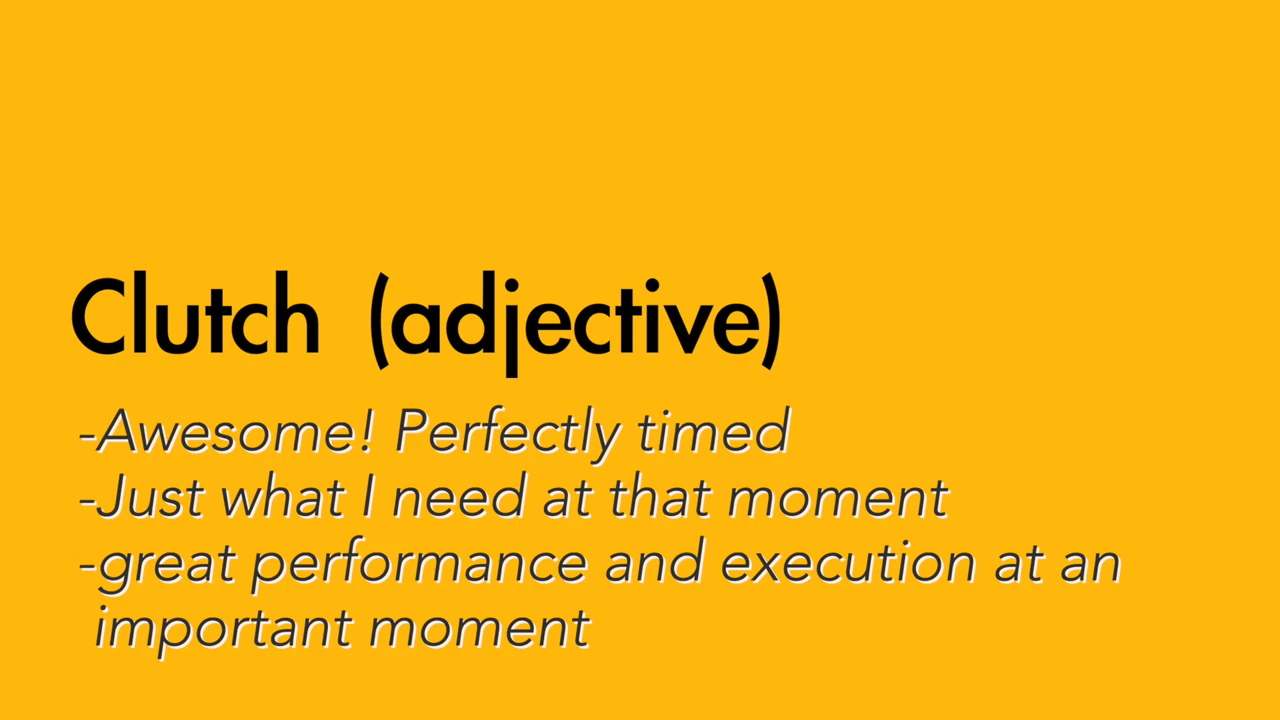 Clutch (adjective)
-Awesome! Perfectly timed
-Just what I need at that moment
-great performance and execution at an
important moment